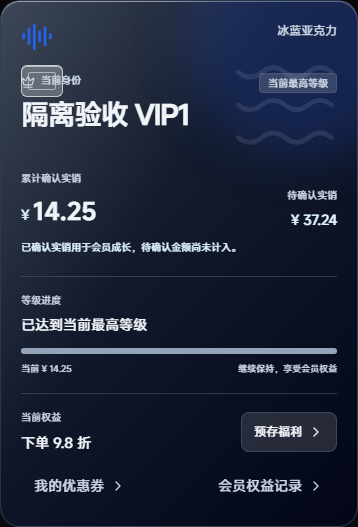 冰蓝亚克力
当前身份
当前最高等级
隔离验收 VIP1
累计确认实销
待确认实销
¥ 14.25
¥ 37.24
已确认实销用于会员成长，待确认金额尚未计入。
等级进度
已达到当前最高等级
当前 ¥ 14.25
继续保持，享受会员权益
当前权益
下单 9.8 折
预存福利
我的优惠券
会员权益记录